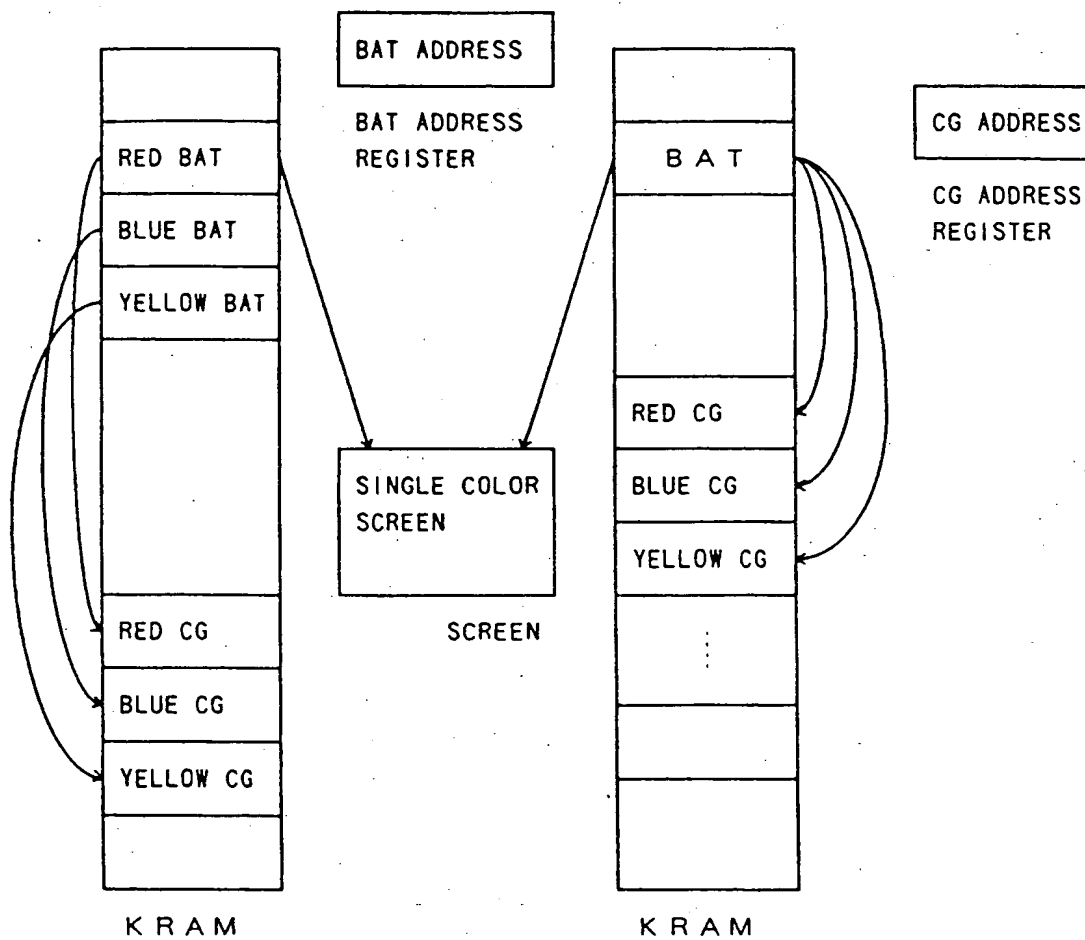 BAT ADDRESS
BAT ADDRESS
REGISTER
RED BAT
BLUE BAT
YELLOW BAT
RED CG
BLUE CG
YELLOW CG
KRAM
SINGLE COLOR
SCREEN
SCREEN
BAT
RED CG
BLUE CG
YELLOW CG
KRAM
CG ADDRESS
CG ADDRESS
REGISTER